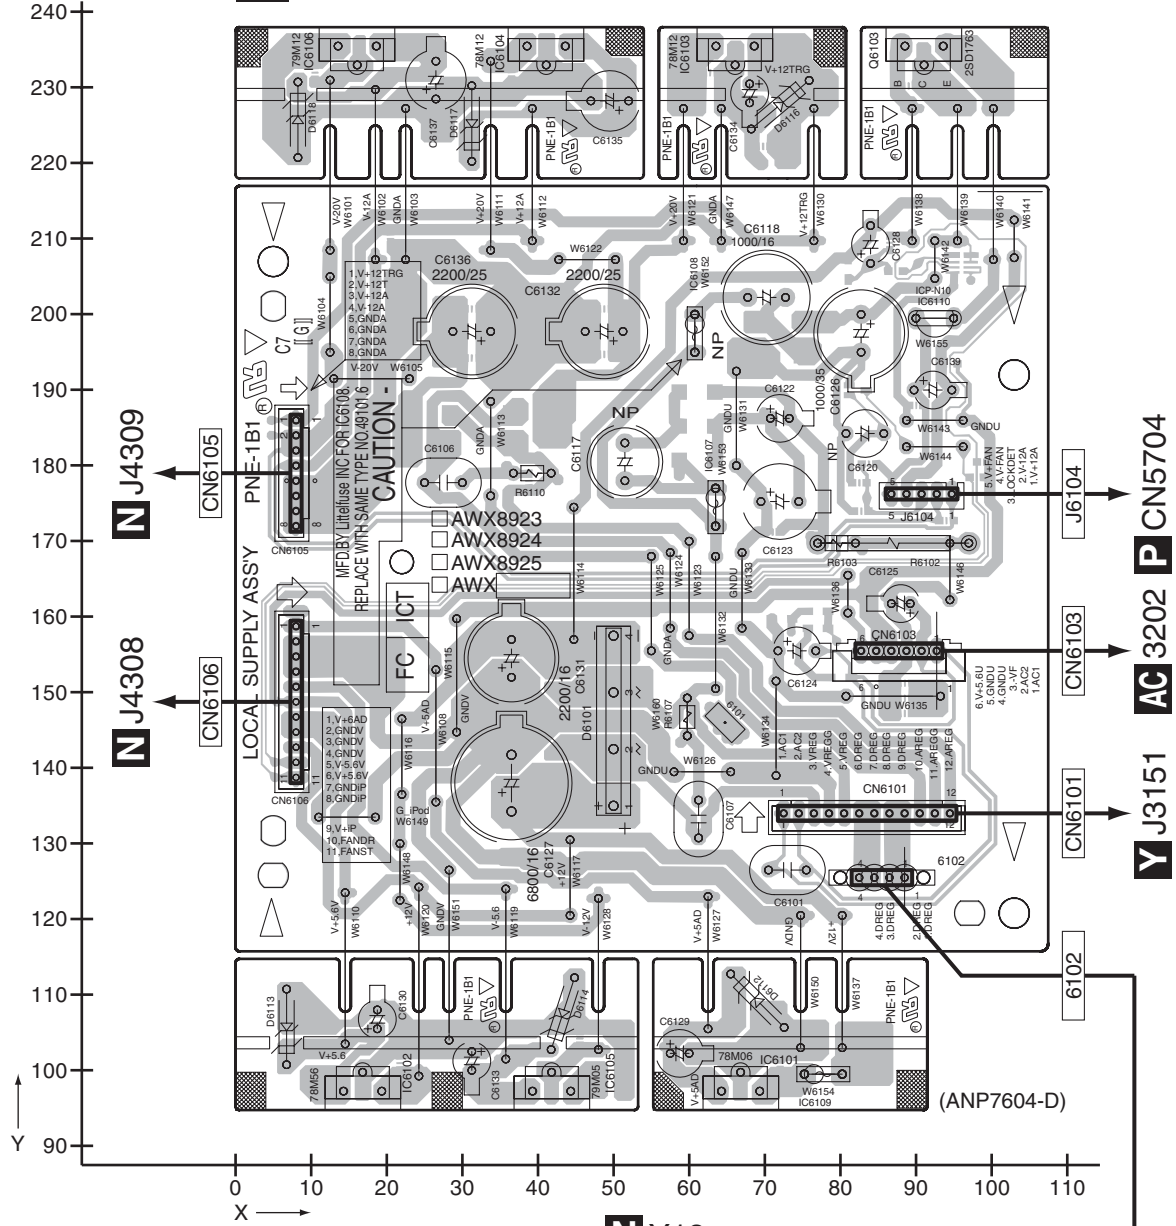 240
230
220
210
200
190
180
170
160
150
140
130
120
110
100
90
Y
0 10 20 30 40 50 60 70 80 90 100 110
X
79M12
IC6106
78M12
IC6104
D6118
C6137
D6117
C6135
PNE-1B1
78M12
IC6103
V+12TRG
D6116
C6134
PNE-1B1
Q6103
2SD1763
B
C
E
PNE-1B1
V-20V
W6101
V-12A
W6102
GNDA
W6103
V+20V
W6111
V+12A
W6112
V+20V
W6121
GNDA
W6147
V+12TRG
W6130
W6138
W6139
W6140
W6141
W6142
C6128
C6118
1000/16
C6136
2200/25
W6122
C6132
2200/25
IC6108
W6152
NP
ICP-N10
IC6110
W6155
C6139
W6104
C7 [G]
1,V+12TRG
2,V+12T
3,V+12A
4,V-12A
5,GNDA
6,GNDA
7,GNDA
8,GNDA
V-20V
W6105
1000/35
C6126
C6122
GNDU
W6131
NP
C6120
W6143
GNDU
W6144
5.V+FAN
4.V-FAN
3.LOCKDET
2.V-12A
1.V+12A
J6104
NP
C6117
IC6107
W6153
C6123
GNDA
W6113
C6106
R6110
PNE-1B1
CN6105
MFD.BY Littelfuse INC FOR IC6108.
REPLACE WITH SAME TYPE NO.49101.6
CAUTION -
AWX8923
AWX8924
AWX8925
AWX
ICT
FC
W6114
W6125
W6124
W6123
GNDU
W6133
R6103
R6102
C6125
W6136
W6146
W6132
GNDA
CN6103
C6124
GNDU
W6135
6.V+5.6U
5.GNDU
4.GNDU
3.-VF
2.AC2
1.AC1
LOCAL SUPPLY ASS'Y
CN6106
1,V+6AD
2,GNDV
3,GNDV
4,GNDV
5,V-5.6V
6,V+5.6V
7,GNDiP
8,GNDiP
9,V+IP
10,FANDR
11,FANST
W6115
W6116
V+5AD
W6108
GNDV
G_iPod
W6149
W6148
2200/16
C6131
D6101
6800/16
C6127
+12V
W6117
W6160
R6107
6101
W6126
GNDU
C6107
W6134
1.AC1
2.AC2
3.VREG
4.VREGG
5.VREG
6.DREG
7.DREG
8.DREG
9.DREG
10.AREG
11.AREGG
12.AREG
CN6101
6102
C6101
4.DREG
3.DREG
V+5.6V
W6110
+12V
W6120
GNDV
W6151
V-5.6
W6119
V-12V
W6128
V+5AD
W6127
GNDV
W6150
+12V
W6137
D6113
C6130
V+5.6
78M56
IC6102
PNE-1B1
C6133
D6114
79M05
IC6105
C6129
D6112
78M06
IC6101
V+5AD
W6154
IC6109
PNE-1B1
(ANP7604-D)
N J4309
CN6105
N J4308
CN6106
J6104
P CN5704
CN6103
AC 3202
CN6101
Y J3151
6102